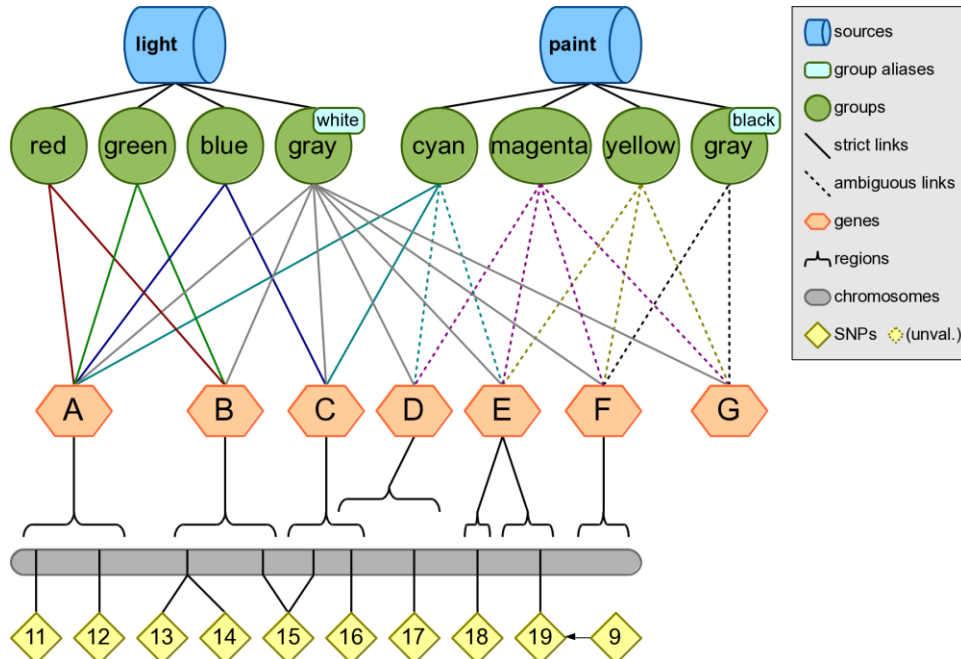 light
paint
sources
group aliases
groups
strict links
ambiguous links
genes
regions
chromosomes
SNPs (unval.)
white
black
red
green
blue
gray
cyan
magenta
yellow
gray
A
B
C
D
E
F
G
11
12
13
14
15
16
17
18
19
9